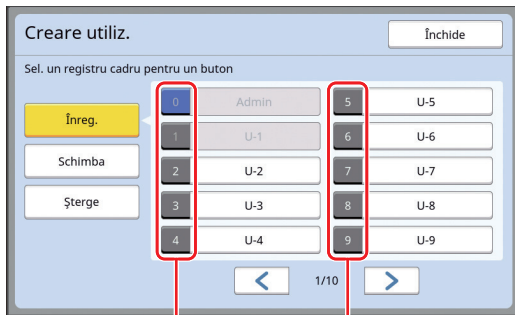 Creare utiliz.
Închide
Sel. un registru cadru pentru un buton
Înreg.
Schimba
Şterge
0 Admin
1 U-1
2 U-2
3 U-3
4 U-4
5 U-5
6 U-6
7 U-7
8 U-8
9 U-9
1/10